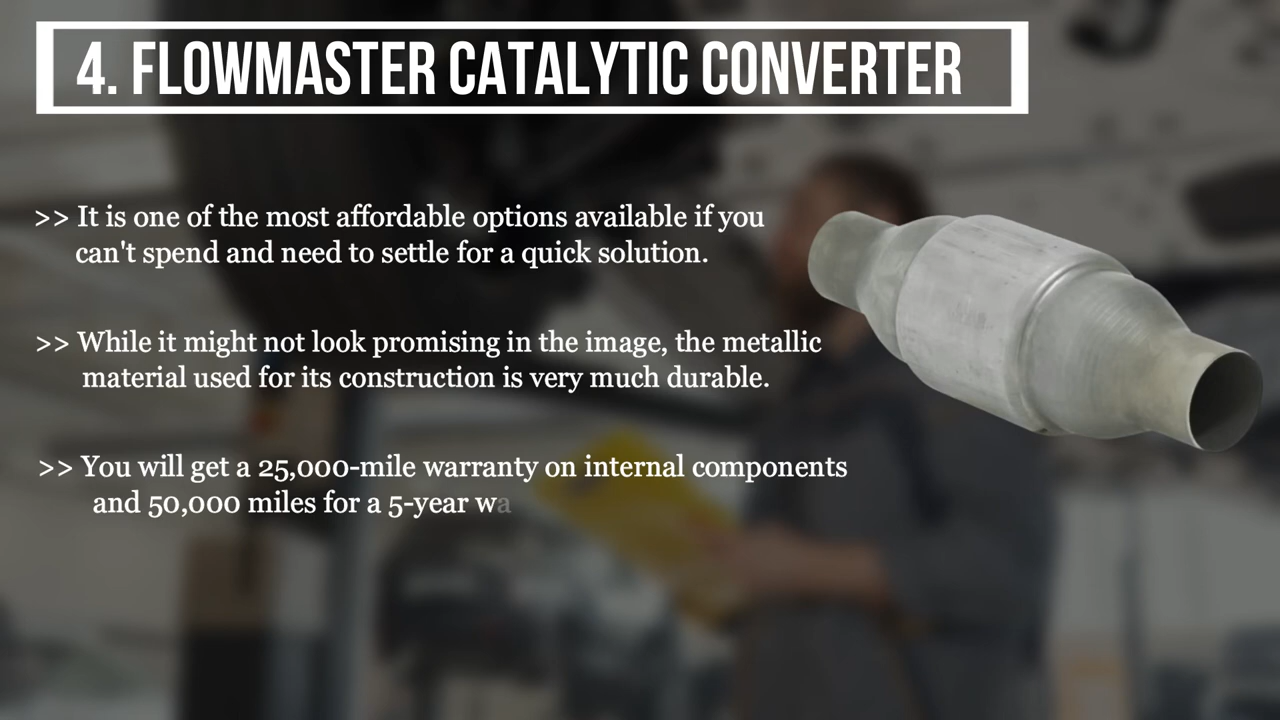 4. FLOWMASTER CATALYTIC CONVERTER
>> It is one of the most affordable options available if you
can't spend and need to settle for a quick solution.
>> While it might not look promising in the image, the metallic
material used for its construction is very much durable.
>> You will get a 25,000-mile warranty on internal components
and 50,000 miles for a 5-year wa